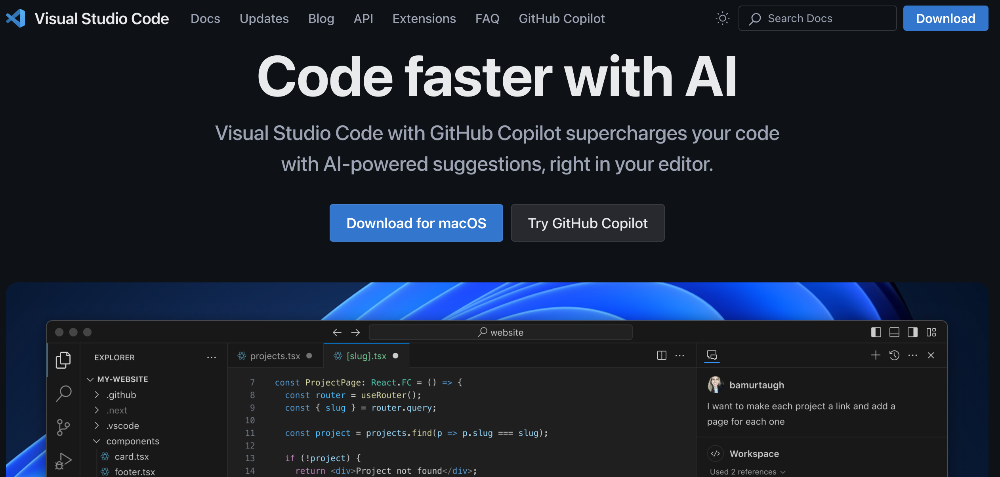 Visual Studio Code Docs Updates Blog API Extensions FAQ GitHub Copilot Search Docs Download
Code faster with AI
Visual Studio Code with GitHub Copilot supercharges your code
with AI-powered suggestions, right in your editor.
Download for macOS Try GitHub Copilot
website
EXPLORER
MY-WEBSITE
.github
.next
.vscode
components
card.tsx
footer.tsx
projects.tsx [slug].tsx
7 const ProjectPage: React.FC = () => {
8 const router = useRouter();
9 const { slug } = router.query;
10
11 const project = projects.find(p => p.slug === slug);
12
13 if (!project) {
14 return <div>Project not found</div>;
bamurtaugh
I want to make each project a link and add a
page for each one
Workspace
Used 2 references